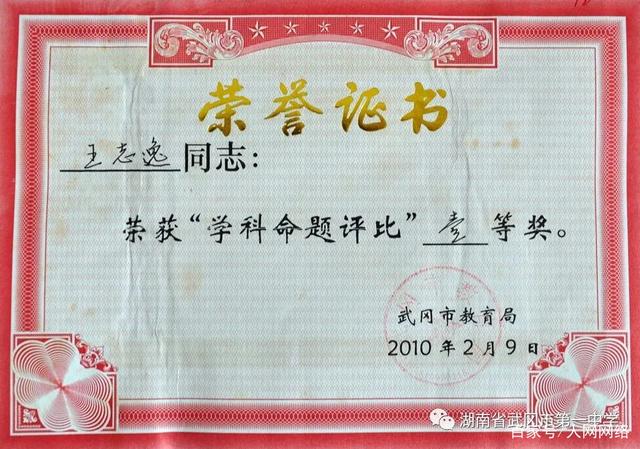 荣誉证书
王志逸同志：
荣获“学科命题评比”壹等奖。
武冈市教育局
2010年2月9日
湖南省武冈市第一中学
百家号/人网网络